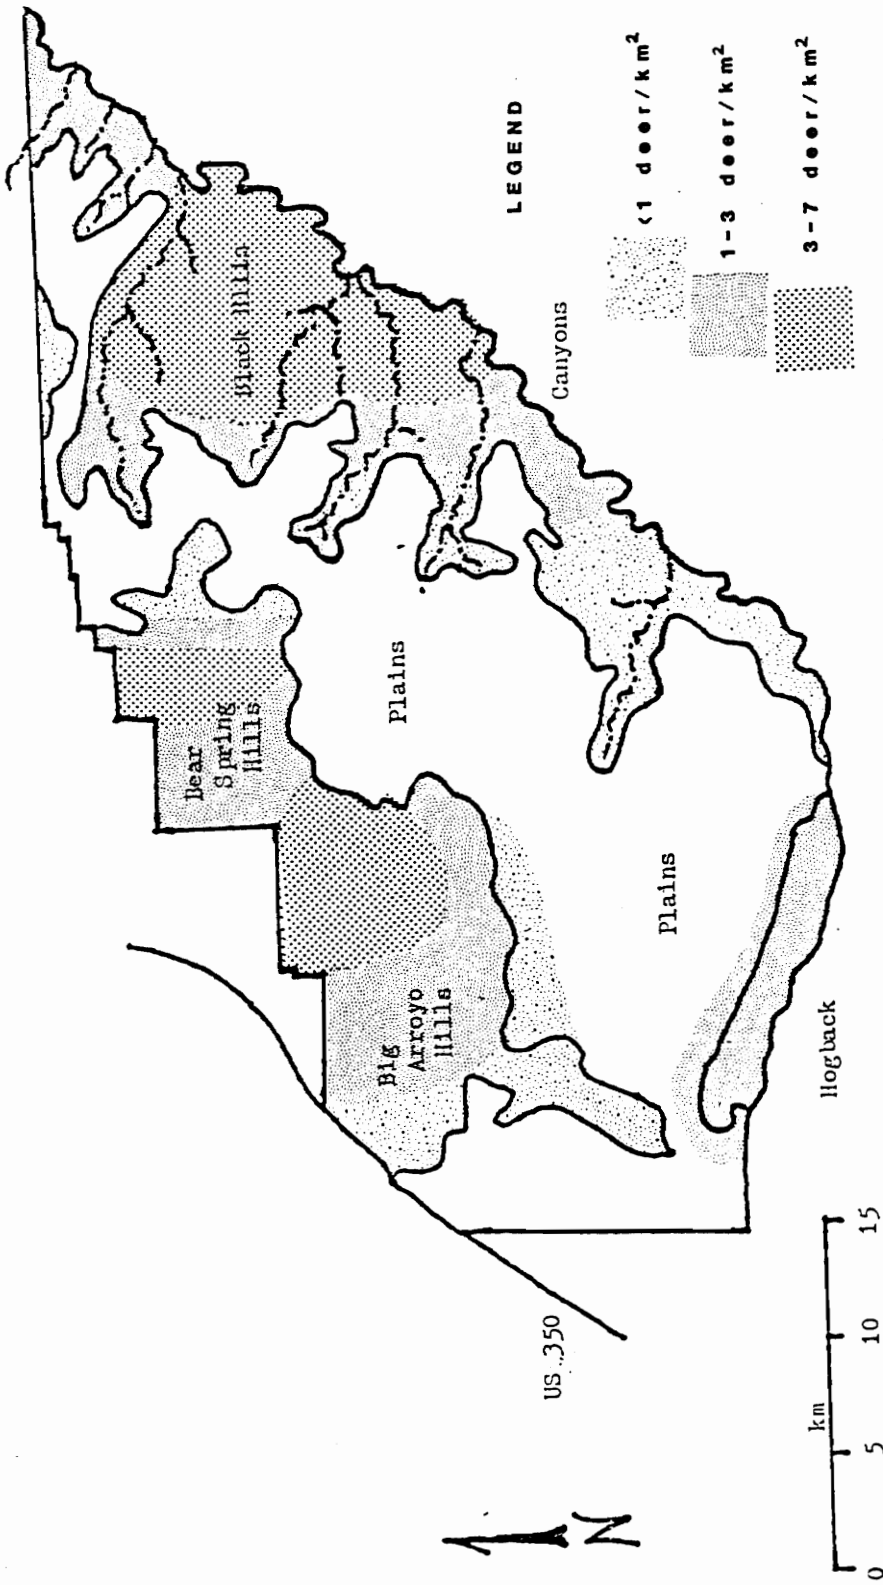 Black Hills
Bear
Spring
Hills
Plains
Canyons
Big
Arroyo
Hills
Plains
Hogback
US 350
LEGEND
<1 deer/km²
1-3 deer/km²
3-7 deer/km²
km
0 5 10 15
N